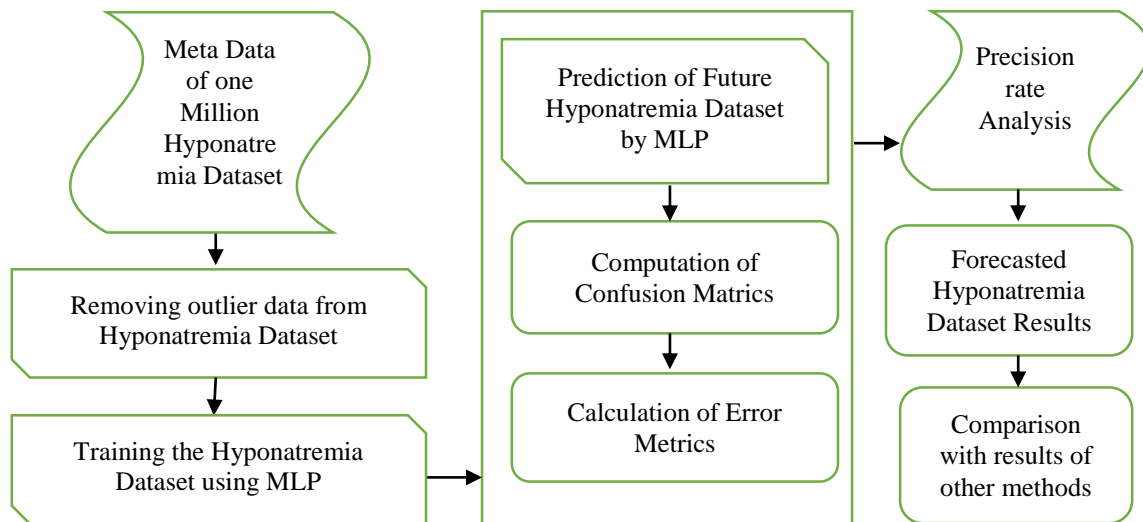 Meta Data
of one
Million
Hyponatre
mia Dataset
Removing outlier data from
Hyponatremia Dataset
Training the Hyponatremia
Dataset using MLP
Prediction of Future
Hyponatremia Dataset
by MLP
Computation of
Confusion Matrics
Calculation of Error
Metrics
Precision
rate
Analysis
Forecasted
Hyponatremia
Dataset Results
Comparison
with results of
other methods